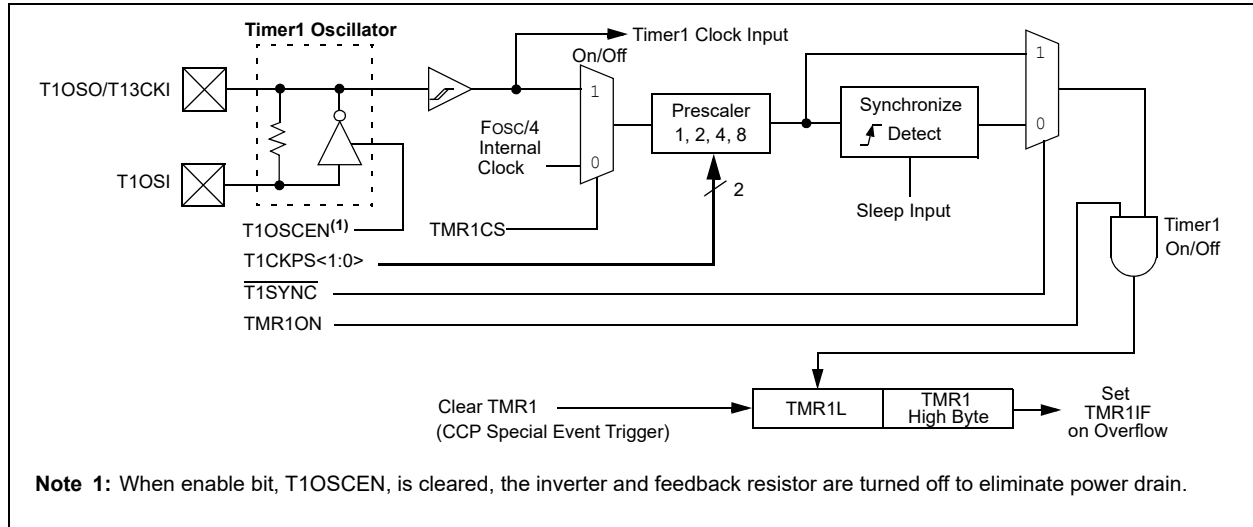 Timer1 Oscillator
Timer1 Clock Input
On/Off
T1OSO/T13CKI
1
1
Prescaler
1, 2, 4, 8
Synchronize
Detect
FOSC/4
Internal
Clock
0
0
T1OSI
2
Sleep Input
T1OSCEN(1)
TMR1CS
Timer1
On/Off
T1CKPS<1:0>
T1SYNC
TMR1ON
Clear TMR1
(CCP Special Event Trigger)
TMR1L
TMR1
High Byte
Set
TMR1IF
on Overflow
Note 1: When enable bit, T1OSCEN, is cleared, the inverter and feedback resistor are turned off to eliminate power drain.